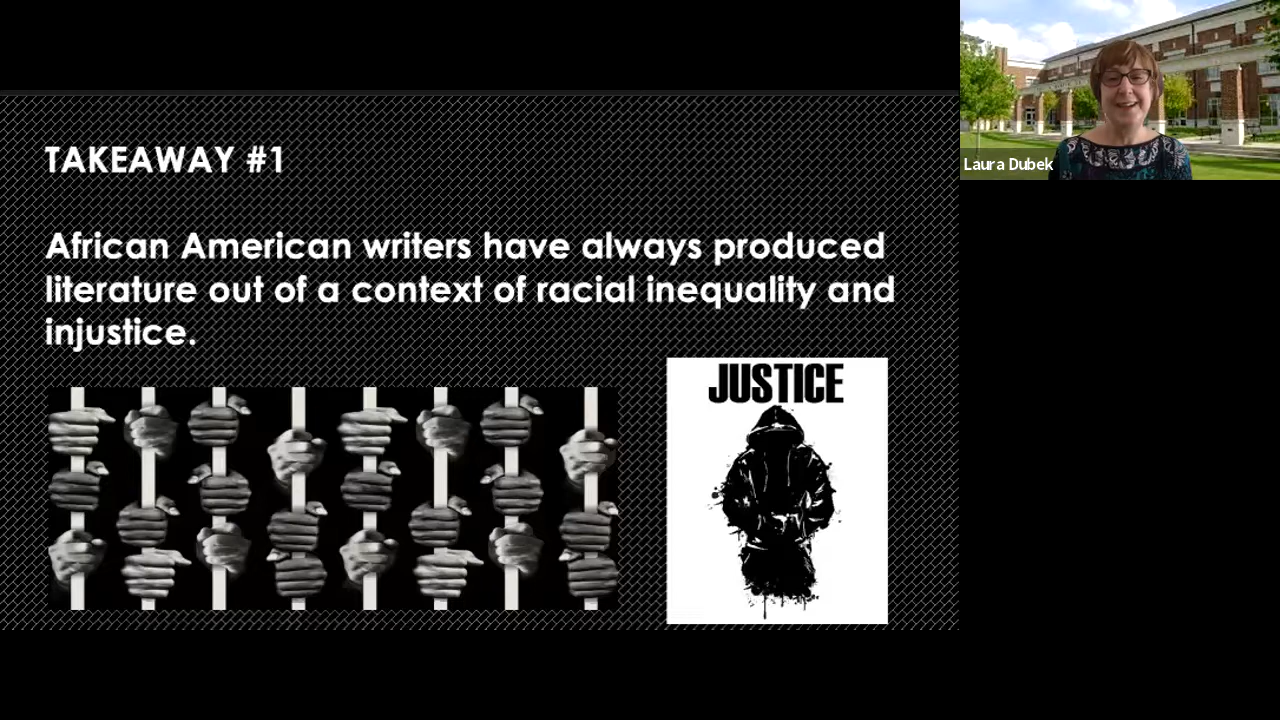 TAKEAWAY #1
African American writers have always produced
literature out of a context of racial inequality and
injustice.
JUSTICE
Laura Dubek